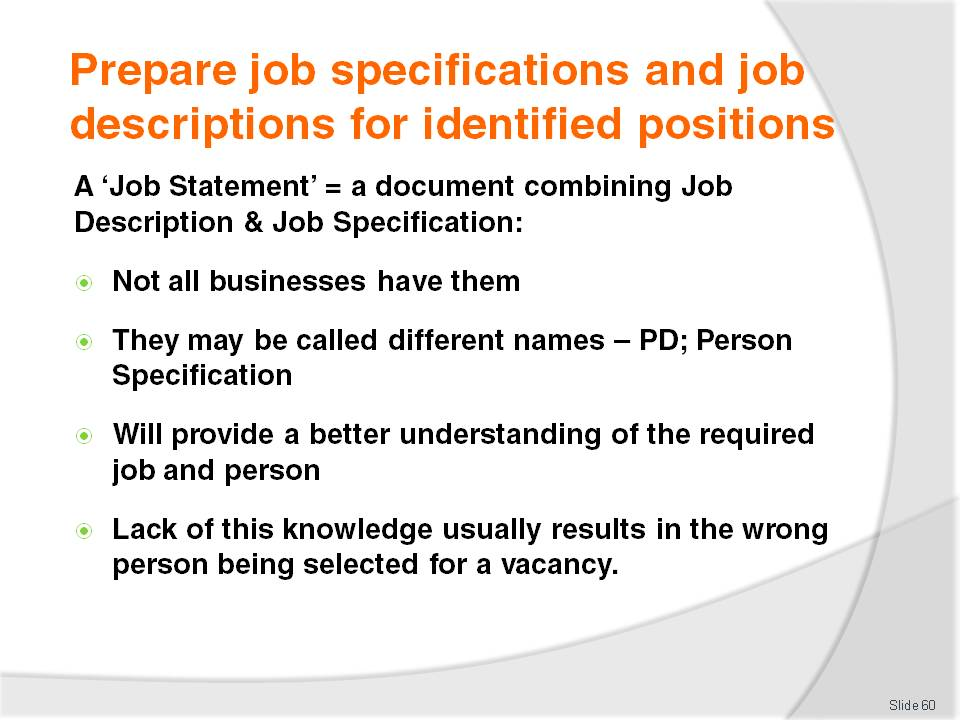 Prepare job specifications and job
descriptions for identified positions
A ‘Job Statement’ = a document combining Job
Description & Job Specification:
Not all businesses have them
They may be called different names – PD; Person
Specification
Will provide a better understanding of the required
job and person
Lack of this knowledge usually results in the wrong
person being selected for a vacancy.
Slide 60